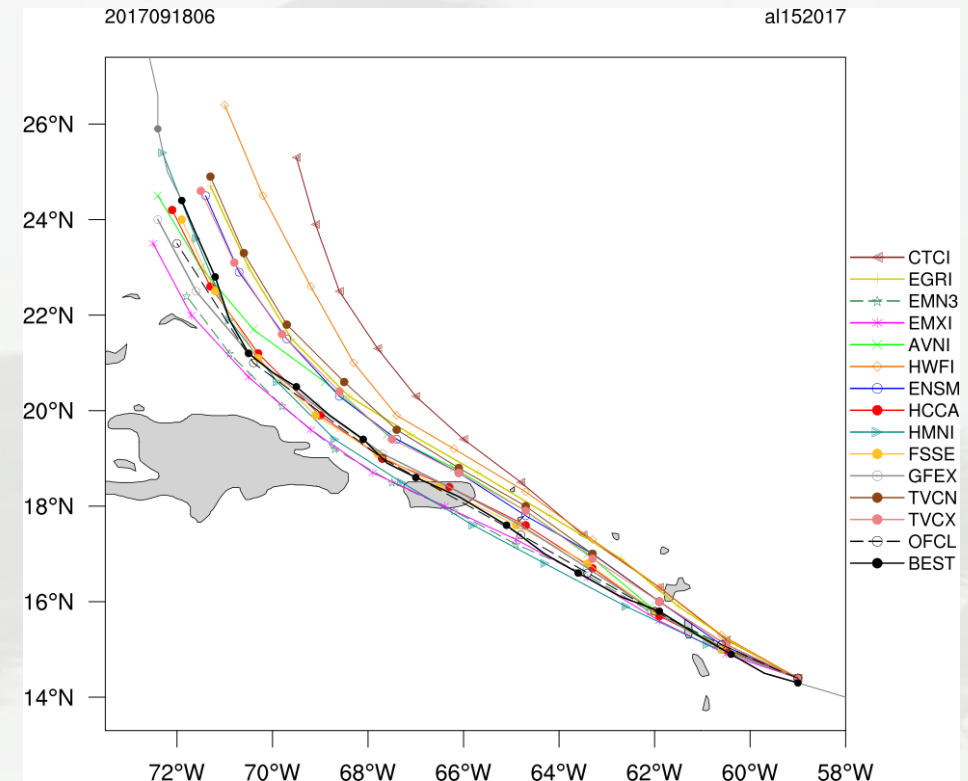 2017091806
al152017
26°N
24°N
22°N
20°N
18°N
16°N
14°N
72°W 70°W 68°W 66°W 64°W 62°W 60°W 58°W
CTCI
EGRI
EMN3
EMXI
AVNI
HWFI
ENSM
HCCA
HMNI
FSSE
GFEX
TVCN
TVCX
OFCL
BEST